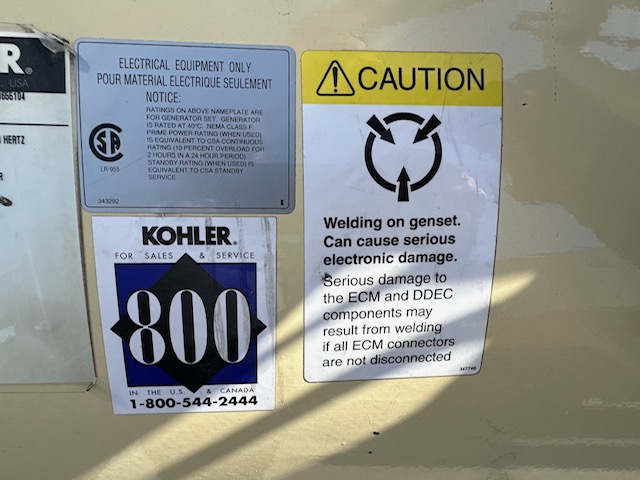 R.
USA
HERTZ
ELECTRICAL EQUIPMENT ONLY
POUR MATERIAL ELECTRIQUE SEULEMENT
NOTICE:
RATINGS ON ABOVE NAMEPLATE ARE
FOR GENERATOR SET. GENERATOR
IS RATED AT 40°C. NEMA CLASS F
PRIME POWER RATING (WHEN USED)
IS EQUIVALENT TO CSA CONTINUOUS
RATING (10 PERCENT OVERLOAD FOR
2 HOURS IN A 24 HOUR PERIOD)
STANDBY RATING (WHEN USED) IS
EQUIVALENT TO CSA STANDBY
SERVICE.
LR-955
343292
KOHLER.
FOR SALES & SERVICE
800
IN THE U.S. & CANADA
1-800-544-2444
CAUTION
Welding on genset.
Can cause serious
electronic damage.
Serious damage to
the ECM and DDEC
components may
result from welding
if all ECM connectors
are not disconnected
347746